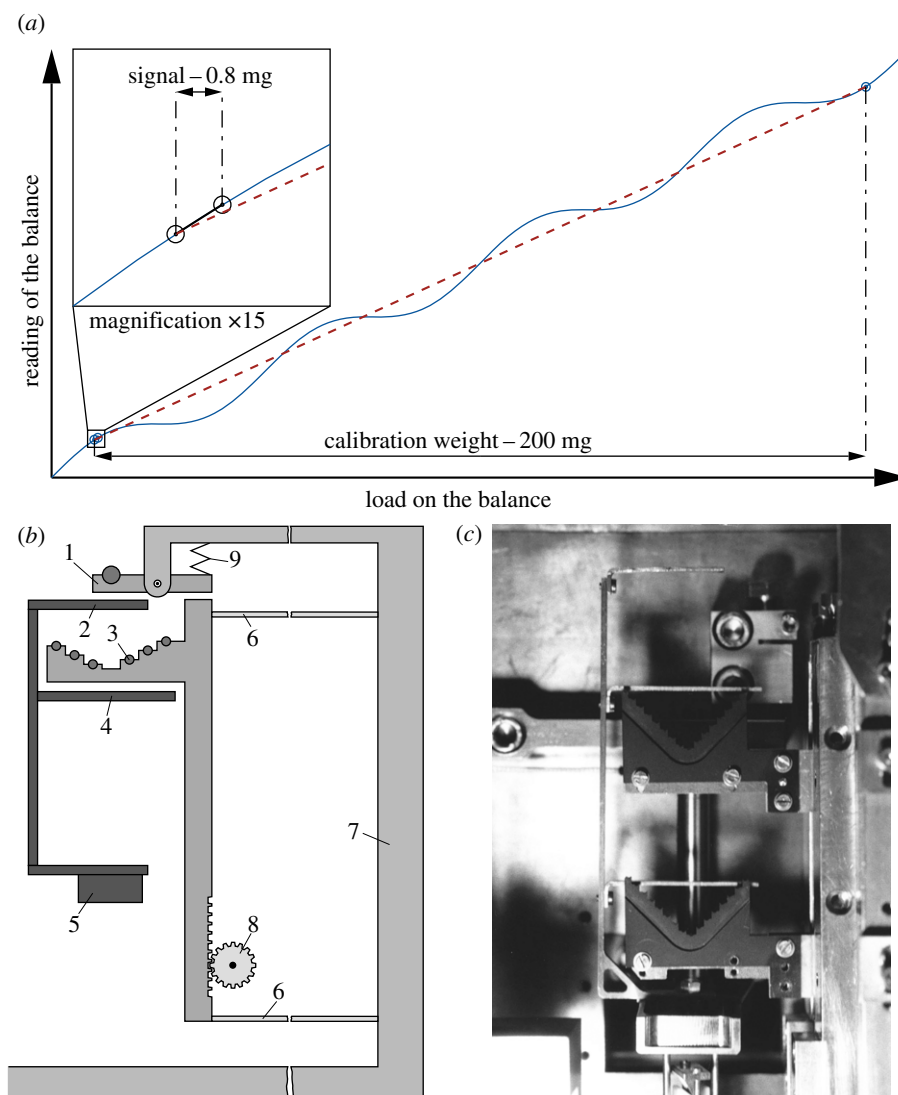 (a)
signal – 0.8 mg
magnification ×15
reading of the balance
calibration weight – 200 mg
load on the balance
(b)
1
2
3
4
5
6
6
7
8
9
(c)